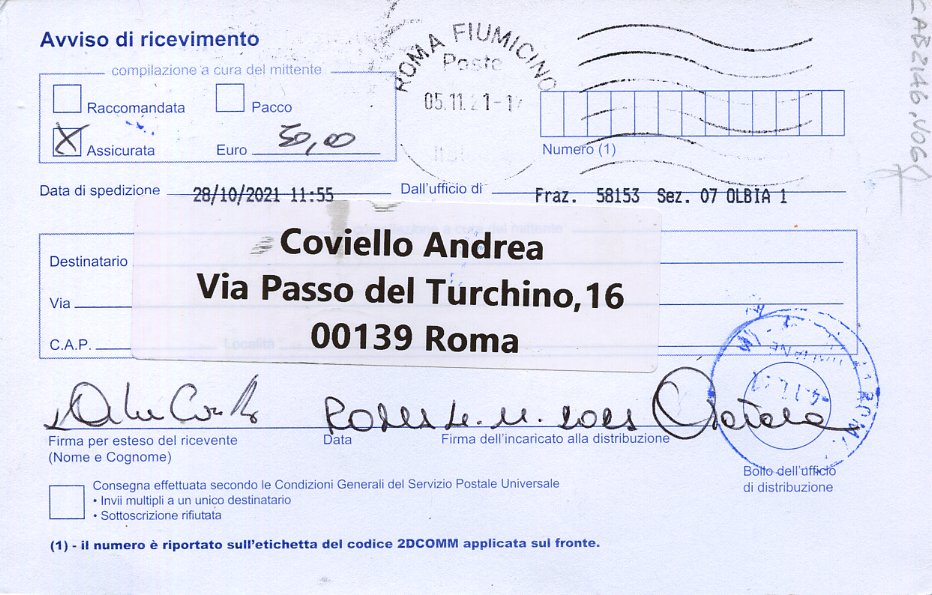 Avviso di ricevimento
compilazione a cura del mittente
Raccomandata
Pacco
X Assicurata
Euro 50,00
ROMA FIUMICINO
Poste
05.11.21-17
Numero (1)
Data di spedizione 28/10/2021 11:55 Dall'ufficio di Fraz. 58153 Sez. 07 OLBIA 1
Destinatario
Via
C.A.P.
Località
Coviello Andrea
Via Passo del Turchino,16
00139 Roma
Firma per esteso del ricevente
(Nome e Cognome)
Data
Firma dell'incaricato alla distribuzione
Bollo dell'ufficio
di distribuzione
Consegna effettuata secondo le Condizioni Generali del Servizio Postale Universale
• Invii multipli a un unico destinatario
• Sottoscrizione rifiutata
(1) - il numero è riportato sull'etichetta del codice 2DCOMM applicata sul fronte.